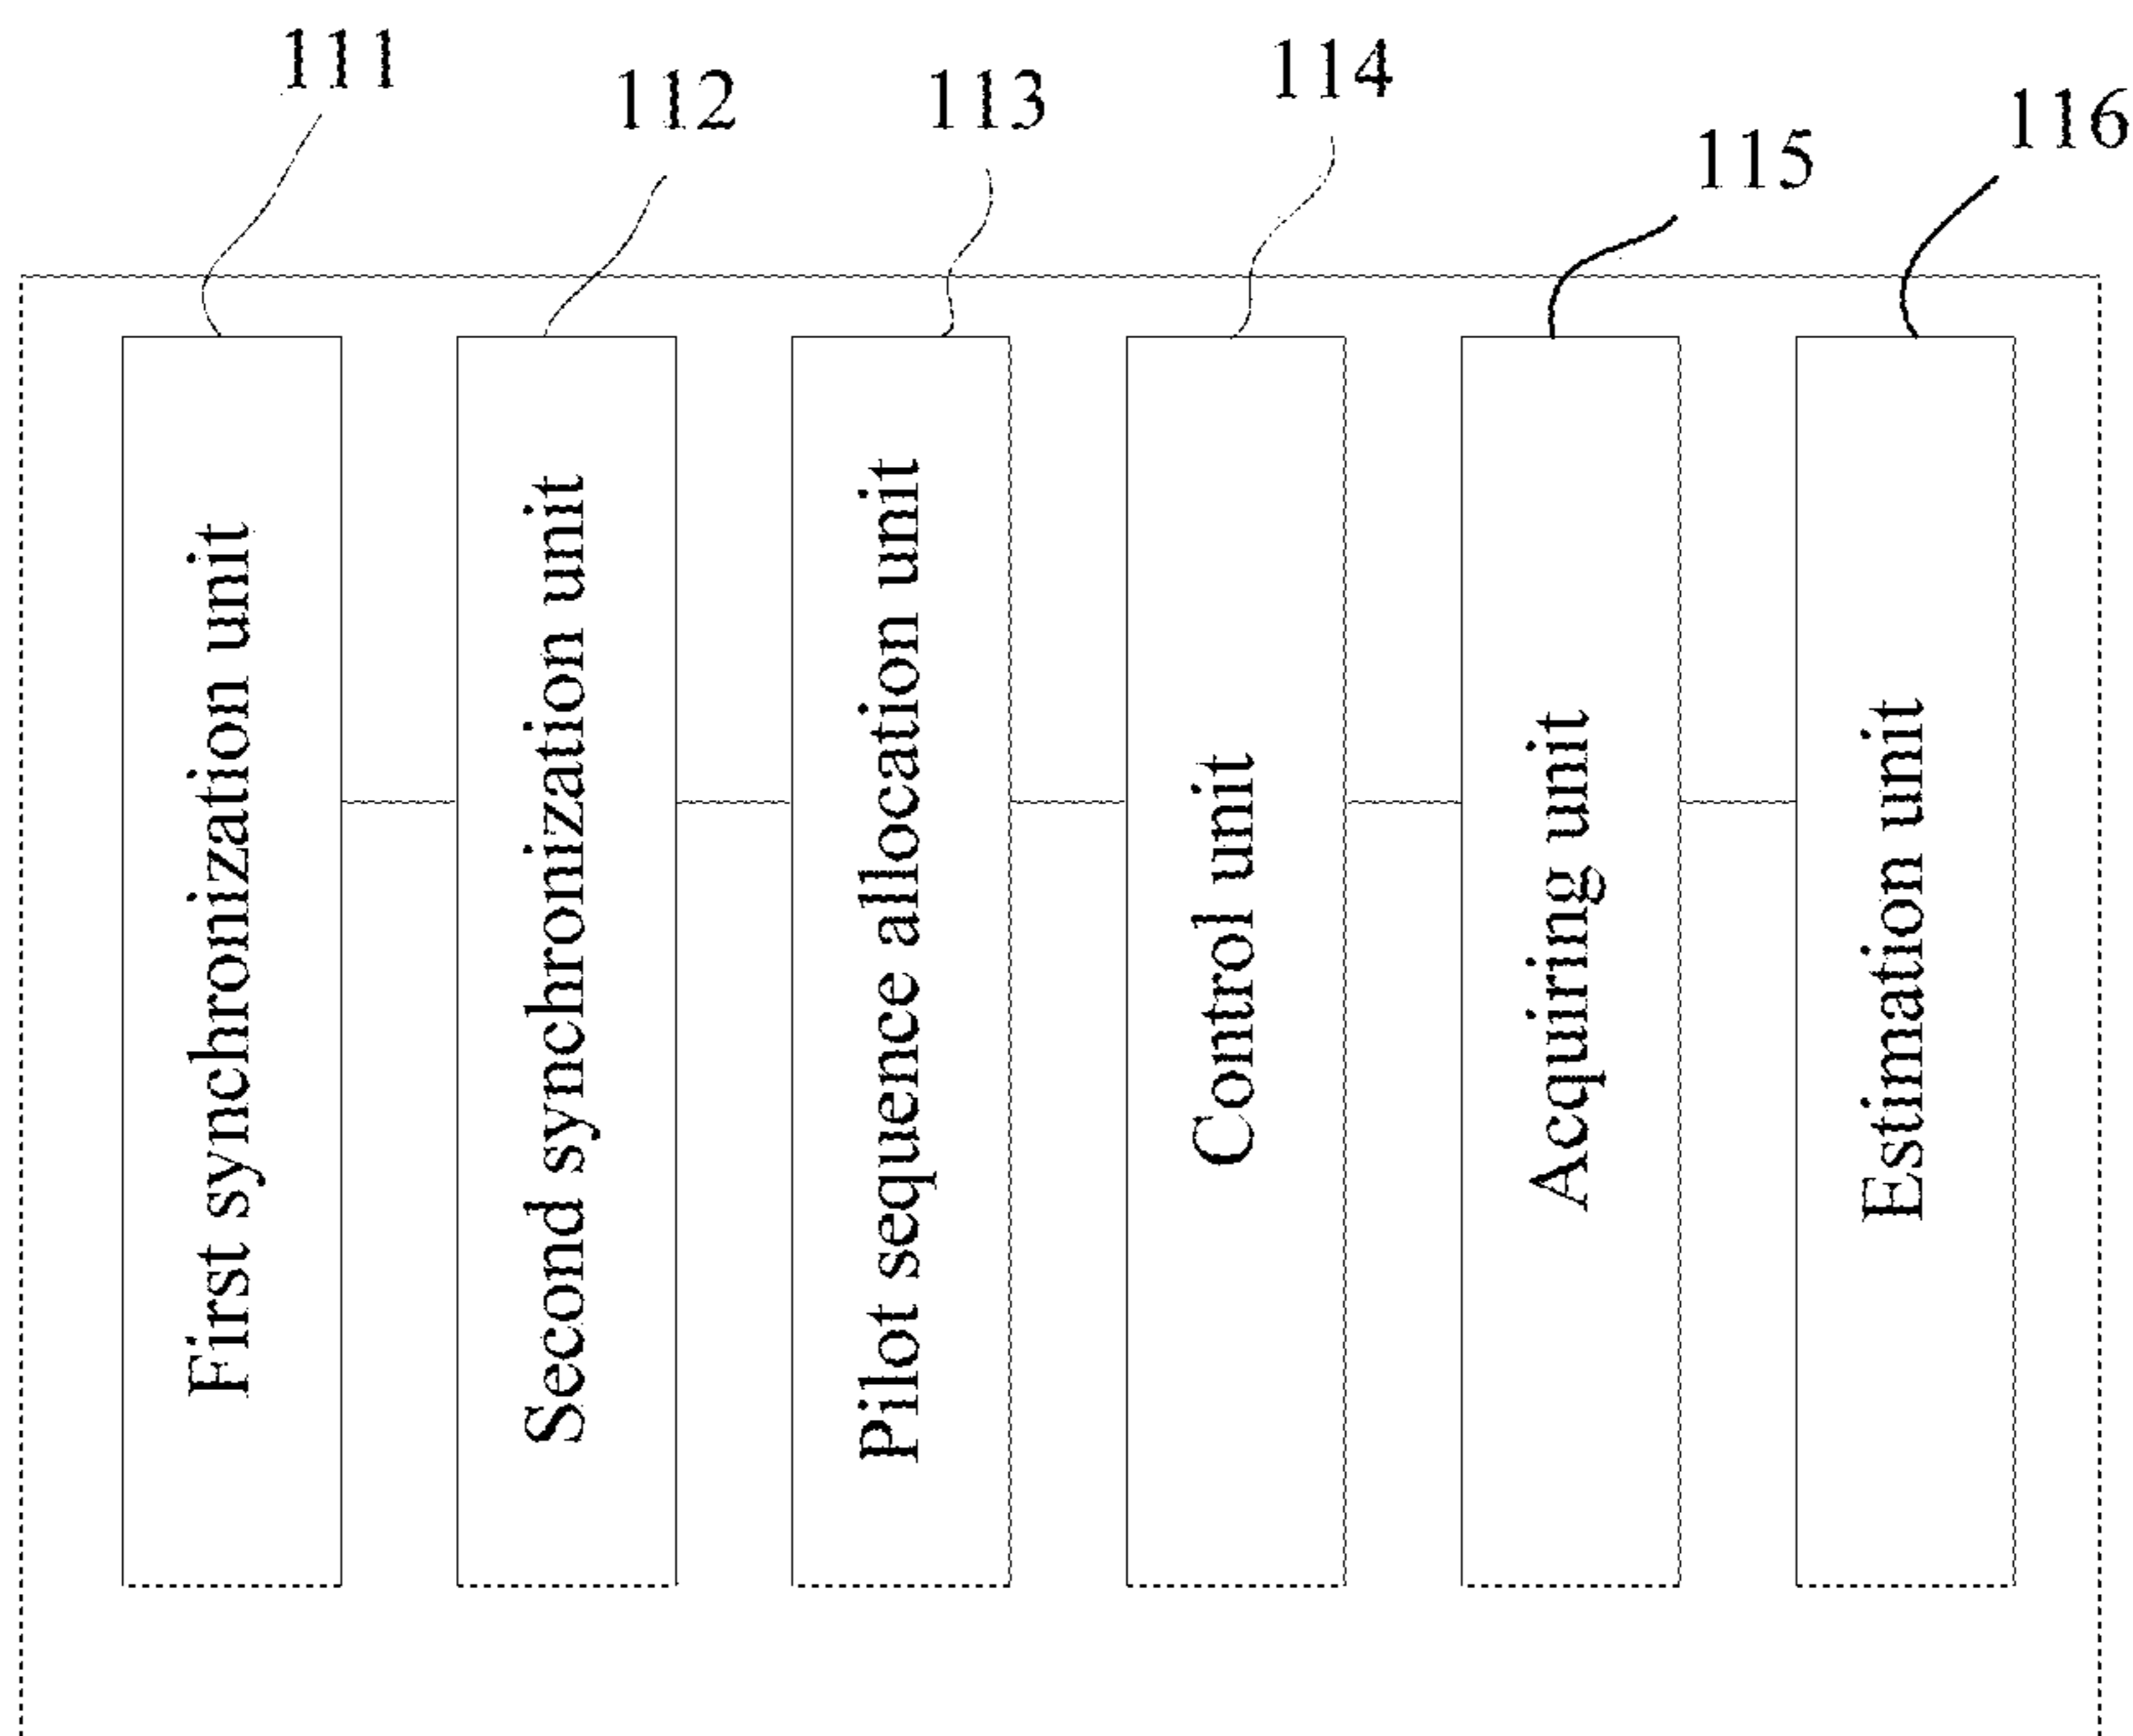 111
112
113
114
115
116
First synchronization unit
Second synchronization unit
Pilot sequence allocation unit
Control unit
Acquiring unit
Estimation unit